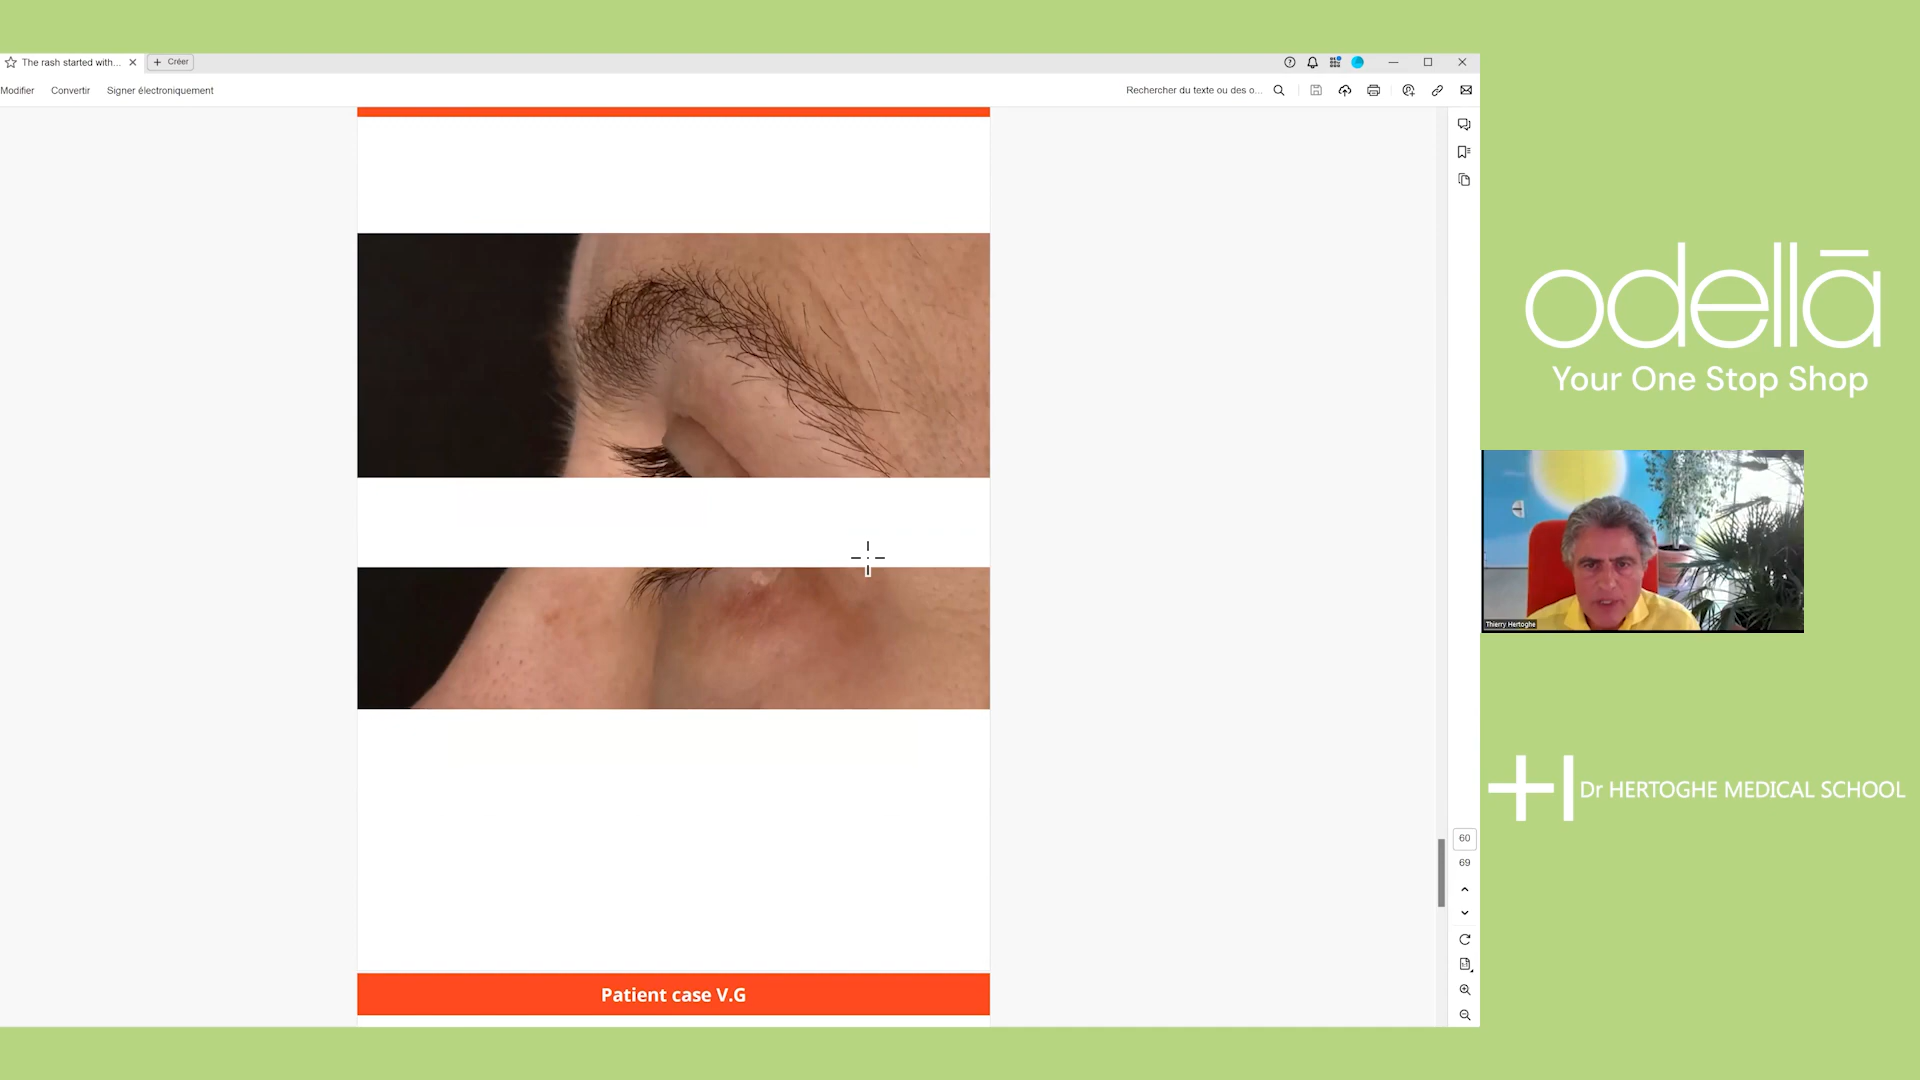 The rash started with...
Créer
Modifier
Convertir
Signer électroniquement
Rechercher du texte ou des o...
odellā
Your One Stop Shop
Thierry Hertoghe
Dr HERTOGHE MEDICAL SCHOOL
60
69
Patient case V.G